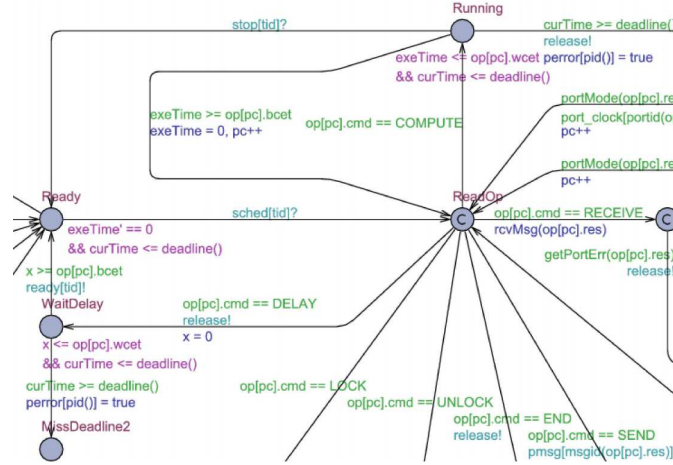 Running
stop[tid]?
curTime >= deadline()
release!
perror[pid()] = true
exeTime <= op[pc].wcet
&& curTime <= deadline()
exeTime >= op[pc].bcet
exeTime = 0, pc++
op[pc].cmd == COMPUTE
portMode(op[pc].re
port_clock[portid(o
pc++
portMode(op[pc].re
pc++
Ready
sched[tid]?
ReadOp
C
C
op[pc].cmd == RECEIVE
rcvMsg(op[pc].res)
exeTime' == 0
&& curTime <= deadline()
getPortErr(op[pc].res)
release!
x >= op[pc].bcet
ready[tid]!
WaitDelay
op[pc].cmd == DELAY
release!
x = 0
x <= op[pc].wcet
&& curTime <= deadline()
curTime >= deadline()
perror[pid()] = true
MissDeadline2
op[pc].cmd == LOCK
op[pc].cmd == UNLOCK
op[pc].cmd == END
release!
op[pc].cmd == SEND
pmsg[msgid(op[pc].res)]